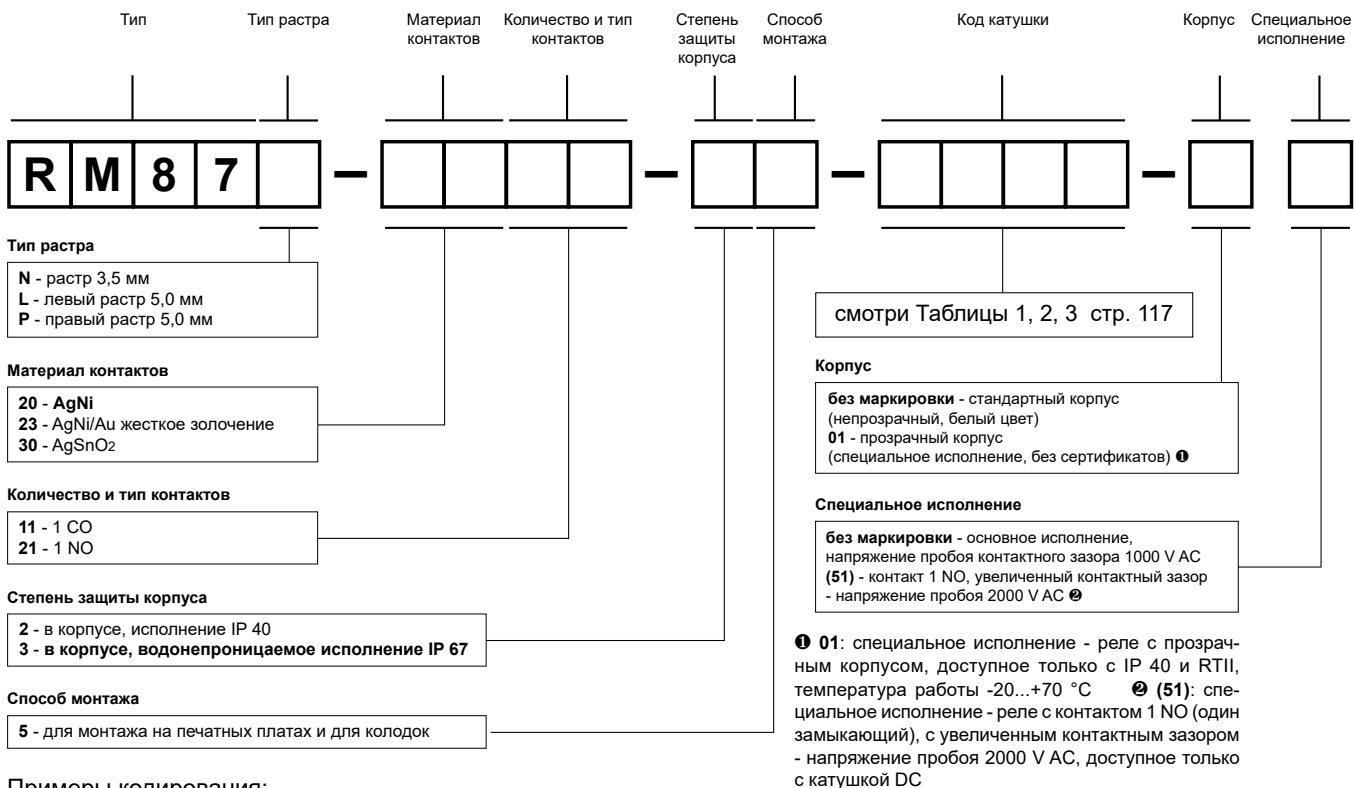 Тип
Тип растра
Материал
контактов
Количество и тип
контактов
Степень
защиты
корпуса
Способ
монтажа
Код катушки
Корпус
Специальное
исполнение
R M 8 7 – – – –
Тип растра
N - растр 3,5 мм
L - левый растр 5,0 мм
P - правый растр 5,0 мм
Материал контактов
20 - AgNi
23 - AgNi/Au жесткое золочение
30 - AgSnO2
Количество и тип контактов
11 - 1 CO
21 - 1 NO
Степень защиты корпуса
2 - в корпусе, исполнение IP 40
3 - в корпусе, водонепроницаемое исполнение IP 67
Способ монтажа
5 - для монтажа на печатных платах и для колодок
Примеры кодирования:
смотри Таблицы 1, 2, 3 стр. 117
Корпус
без маркировки - стандартный корпус
(непрозрачный, белый цвет)
01 - прозрачный корпус
(специальное исполнение, без сертификатов) ❶
Специальное исполнение
без маркировки - основное исполнение,
напряжение пробоя контактного зазора 1000 V AC
(51) - контакт 1 NO, увеличенный контактный зазор
- напряжение пробоя 2000 V AC ❷
❶ 01: специальное исполнение - реле с прозрач-
ным корпусом, доступное только с IP 40 и RTII,
температура работы -20...+70 °C ❷ (51): спе-
циальное исполнение - реле с контактом 1 NO (один
замыкающий), с увеличенным контактным зазором
- напряжение пробоя 2000 V AC, доступное только
с катушкой DC